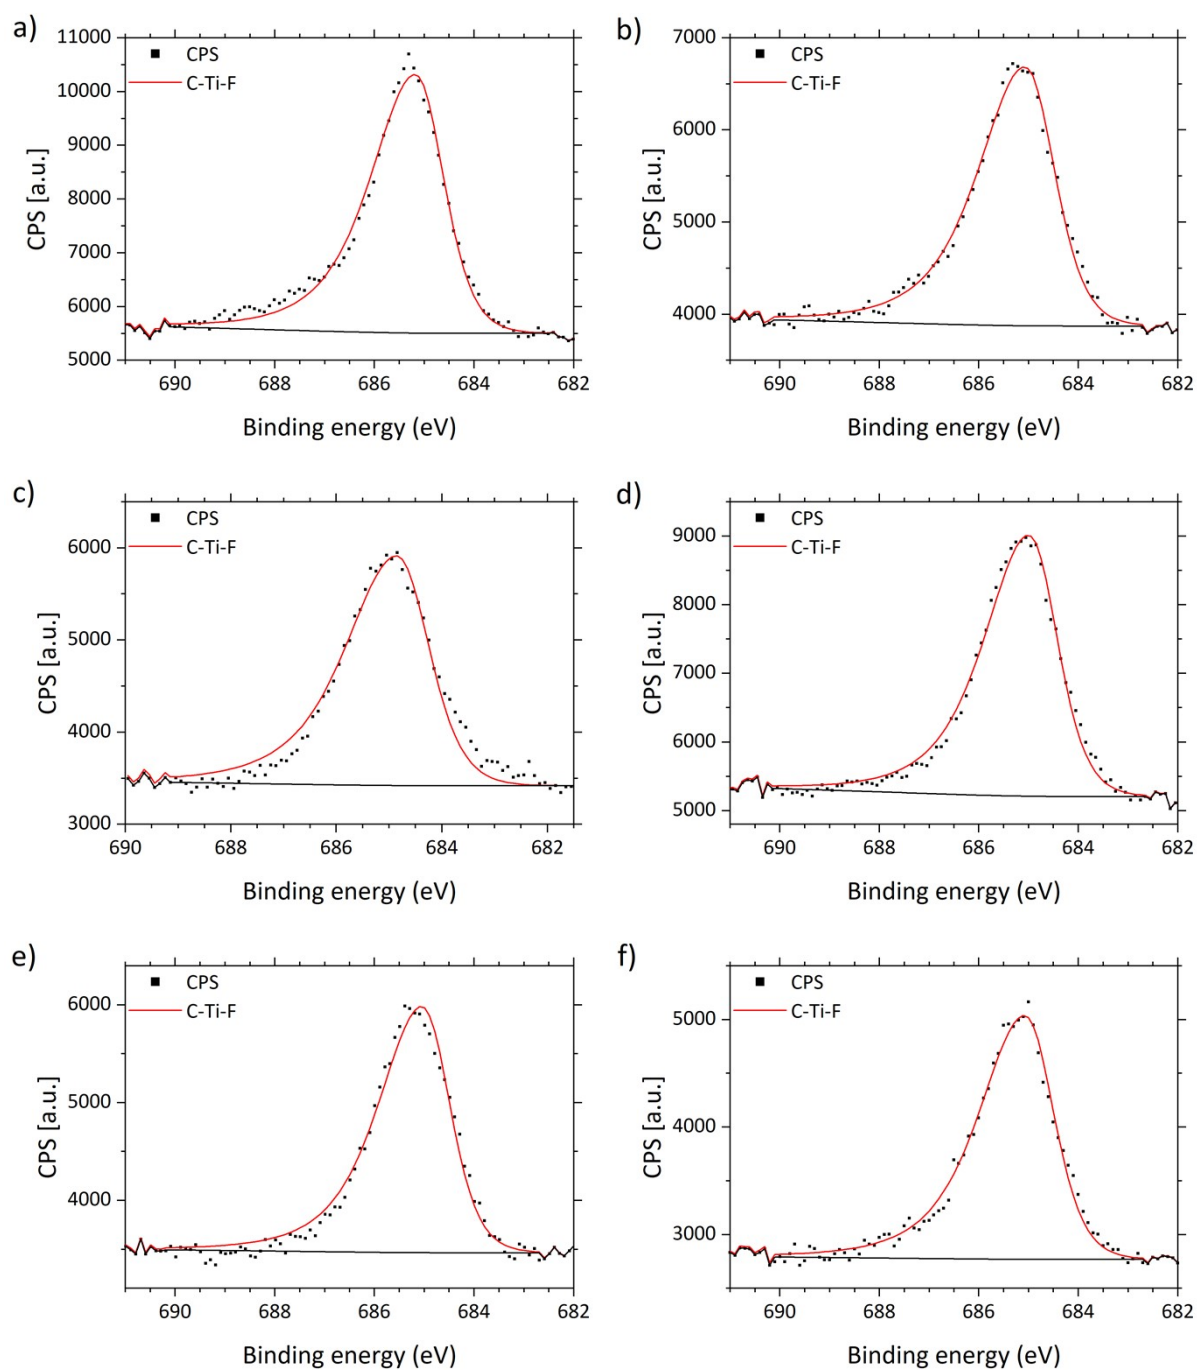 a)
11000
10000
9000
8000
7000
6000
5000
CPS [a.u.]
CPS
C-Ti-F
690 688 686 684 682
Binding energy (eV)
b)
7000
6000
5000
4000
CPS [a.u.]
CPS
C-Ti-F
690 688 686 684 682
Binding energy (eV)
c)
6000
5000
4000
3000
CPS [a.u.]
CPS
C-Ti-F
690 688 686 684 682
Binding energy (eV)
d)
9000
8000
7000
6000
5000
CPS [a.u.]
CPS
C-Ti-F
690 688 686 684 682
Binding energy (eV)
e)
6000
5000
4000
CPS [a.u.]
CPS
C-Ti-F
690 688 686 684 682
Binding energy (eV)
f)
5000
4000
3000
CPS [a.u.]
CPS
C-Ti-F
690 688 686 684 682
Binding energy (eV)